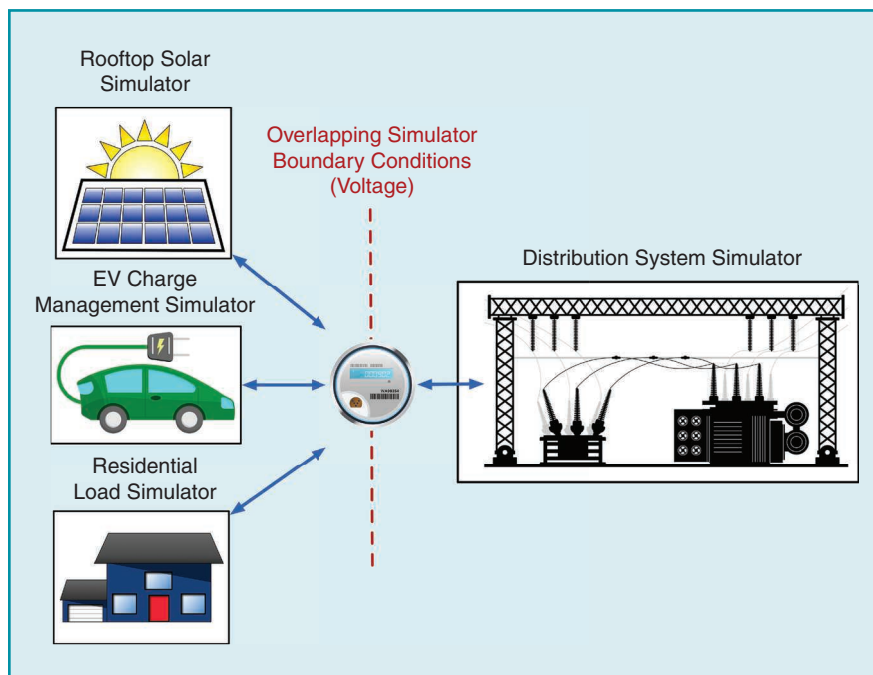 Rooftop Solar
Simulator
Overlapping Simulator
Boundary Conditions
(Voltage)
Distribution System Simulator
EV Charge
Management Simulator
Residential
Load Simulator